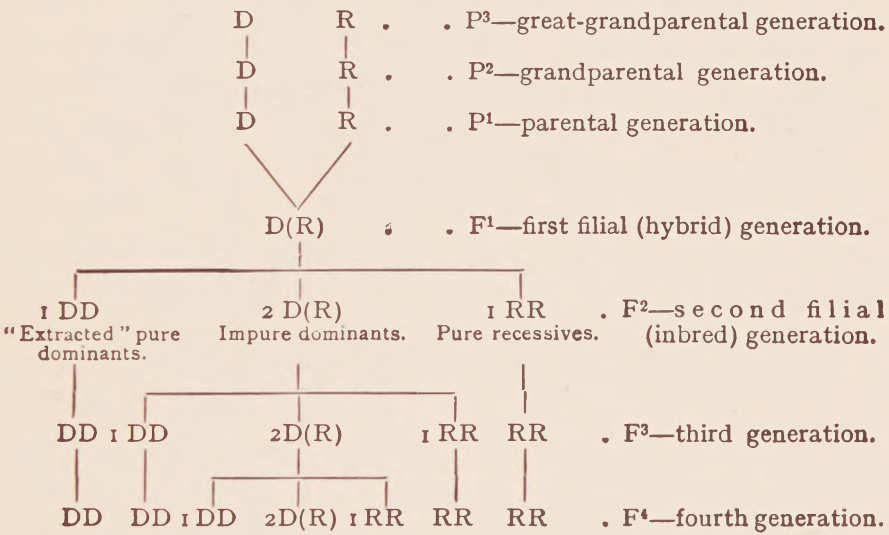 D R . . P³—great-grandparental generation.
D R . . P²—grandparental generation.
D R . . P¹—parental generation.
D(R) . . F¹—first filial (hybrid) generation.
1 DD 2 D(R) 1 RR . F²—second filial
"Extracted" pure Impure dominants. Pure recessives. (inbred) generation.
dominants.
DD 1 DD 2D(R) 1 RR RR . F³—third generation.
DD DD 1 DD 2D(R) 1 RR RR RR . F⁴—fourth generation.